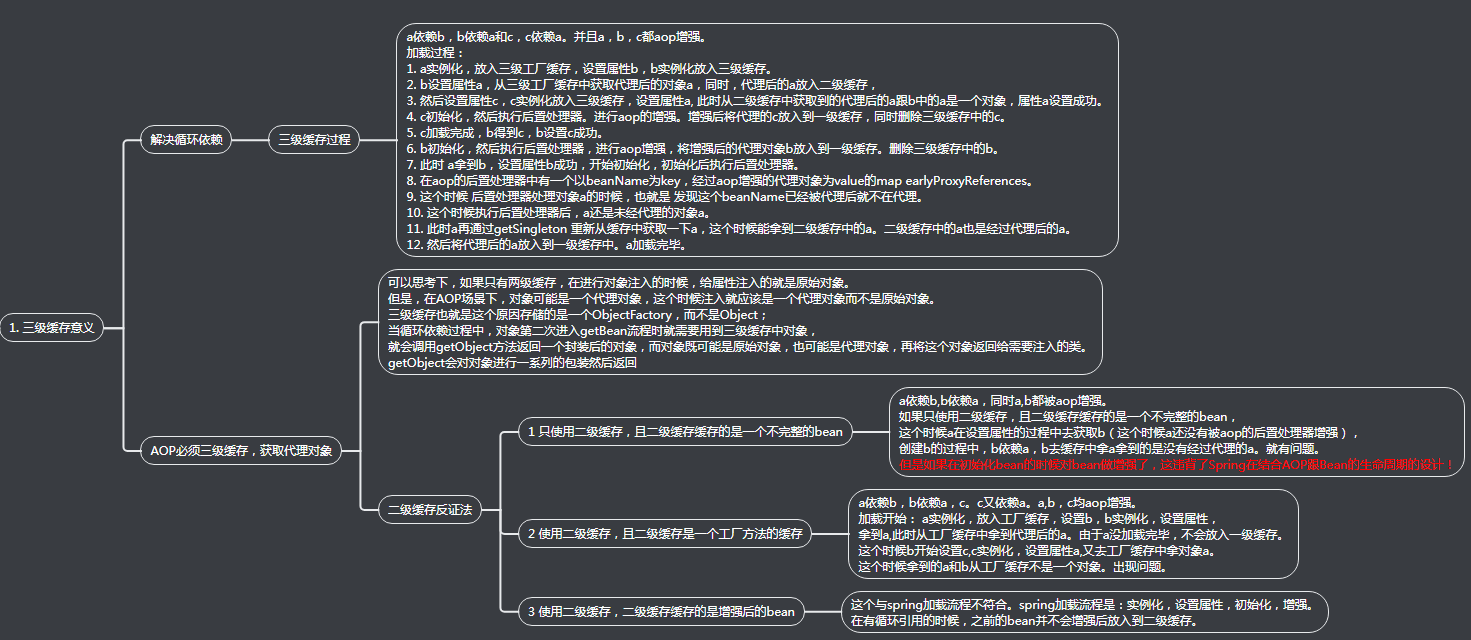 1. 三级缓存意义
解决循环依赖
三级缓存过程
a依赖b，b依赖a和c，c依赖a。并且a，b，c都aop增强。
加载过程：
1. a实例化，放入三级工厂缓存，设置属性b，b实例化放入三级缓存。
2. b设置属性a，从三级工厂缓存中获取代理后的对象a，同时，代理后的a放入二级缓存，
3. 然后设置属性c，c实例化放入三级缓存，设置属性a, 此时从二级缓存中获取到的代理后的a跟b中的a是一个对象，属性a设置成功。
4. c初始化，然后执行后置处理器。进行aop的增强。增强后将代理的c放入到一级缓存，同时删除三级缓存中的c。
5. c加载完成，b得到c，b设置c成功。
6. b初始化，然后执行后置处理器，进行aop增强，将增强后的代理对象b放入到一级缓存。删除三级缓存中的b。
7. 此时 a拿到b，设置属性b成功，开始初始化，初始化后执行后置处理器。
8. 在aop的后置处理器中有一个以beanName为key，经过aop增强的代理对象为value的map earlyProxyReferences。
9. 这个时候 后置处理器处理对象a的时候，也就是 发现这个beanName已经被代理后就不在代理。
10. 这个时候执行后置处理器后，a还是未经代理的对象a。
11. 此时a再通过getSingleton 重新从缓存中获取一下a，这个时候能拿到二级缓存中的a。二级缓存中的a也是经过代理后的a。
12. 然后将代理后的a放入到一级缓存中。a加载完毕。
AOP必须三级缓存，获取代理对象
可以思考下，如果只有两级缓存，在进行对象注入的时候，给属性注入的就是原始对象。
但是，在AOP场景下，对象可能是一个代理对象，这个时候注入就应该是一个代理对象而不是原始对象。
三级缓存也就是这个原因存储的是一个ObjectFactory，而不是Object；
当循环依赖过程中，对象第二次进入getBean流程时就需要用到三级缓存中对象，
就会调用getObject方法返回一个封装后的对象，而对象既可能是原始对象，也可能是代理对象，再将这个对象返回给需要注入的类。
getObject会对对象进行一系列的包装然后返回
二级缓存反证法
1 只使用二级缓存，且二级缓存缓存的是一个不完整的bean
a依赖b,b依赖a，同时a,b都被aop增强。
如果只使用二级缓存，且二级缓存缓存的是一个不完整的bean，
这个时候a在设置属性的过程中去获取b（这个时候a还没有被aop的后置处理器增强），
创建b的过程中，b依赖a，b去缓存中拿a拿到的是没有经过代理的a。就有问题。
但是如果在初始化bean的时候对bean做增强了，这违背了Spring在结合AOP跟Bean的生命周期的设计！
2 使用二级缓存，且二级缓存是一个工厂方法的缓存
a依赖b，b依赖a，c。c又依赖a。a,b，c均aop增强。
加载开始： a实例化，放入工厂缓存，设置b，b实例化，设置属性，
拿到a,此时从工厂缓存中拿到代理后的a。由于a没加载完毕，不会放入一级缓存。
这个时候b开始设置c,c实例化，设置属性a,又去工厂缓存中拿对象a。
这个时候拿到的a和b从工厂缓存不是一个对象。出现问题。
3 使用二级缓存，二级缓存缓存的是增强后的bean
这个与spring加载流程不符合。spring加载流程是：实例化，设置属性，初始化，增强。
在有循环引用的时候，之前的bean并不会增强后放入到二级缓存。